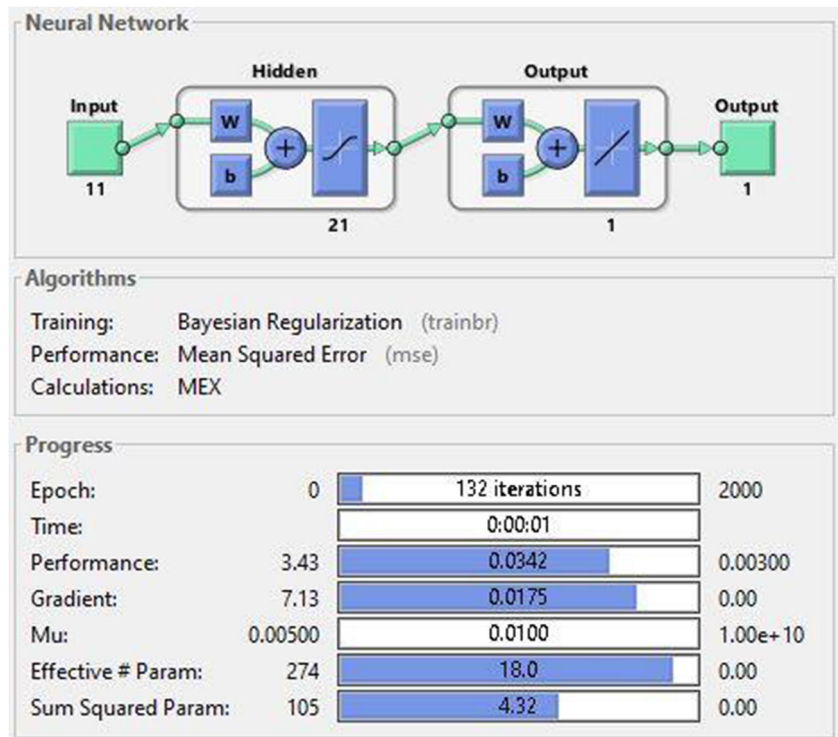 Neural Network
Hidden Output
Input Output
W W
b b
11 21 1 1
Algorithms
Training: Bayesian Regularization (trainbr)
Performance: Mean Squared Error (mse)
Calculations: MEX
Progress
Epoch: 0 132 iterations 2000
Time: 0:00:01
Performance: 3.43 0.0342 0.00300
Gradient: 7.13 0.0175 0.00
Mu: 0.00500 0.0100 1.00e+10
Effective # Param: 274 18.0 0.00
Sum Squared Param: 105 4.32 0.00